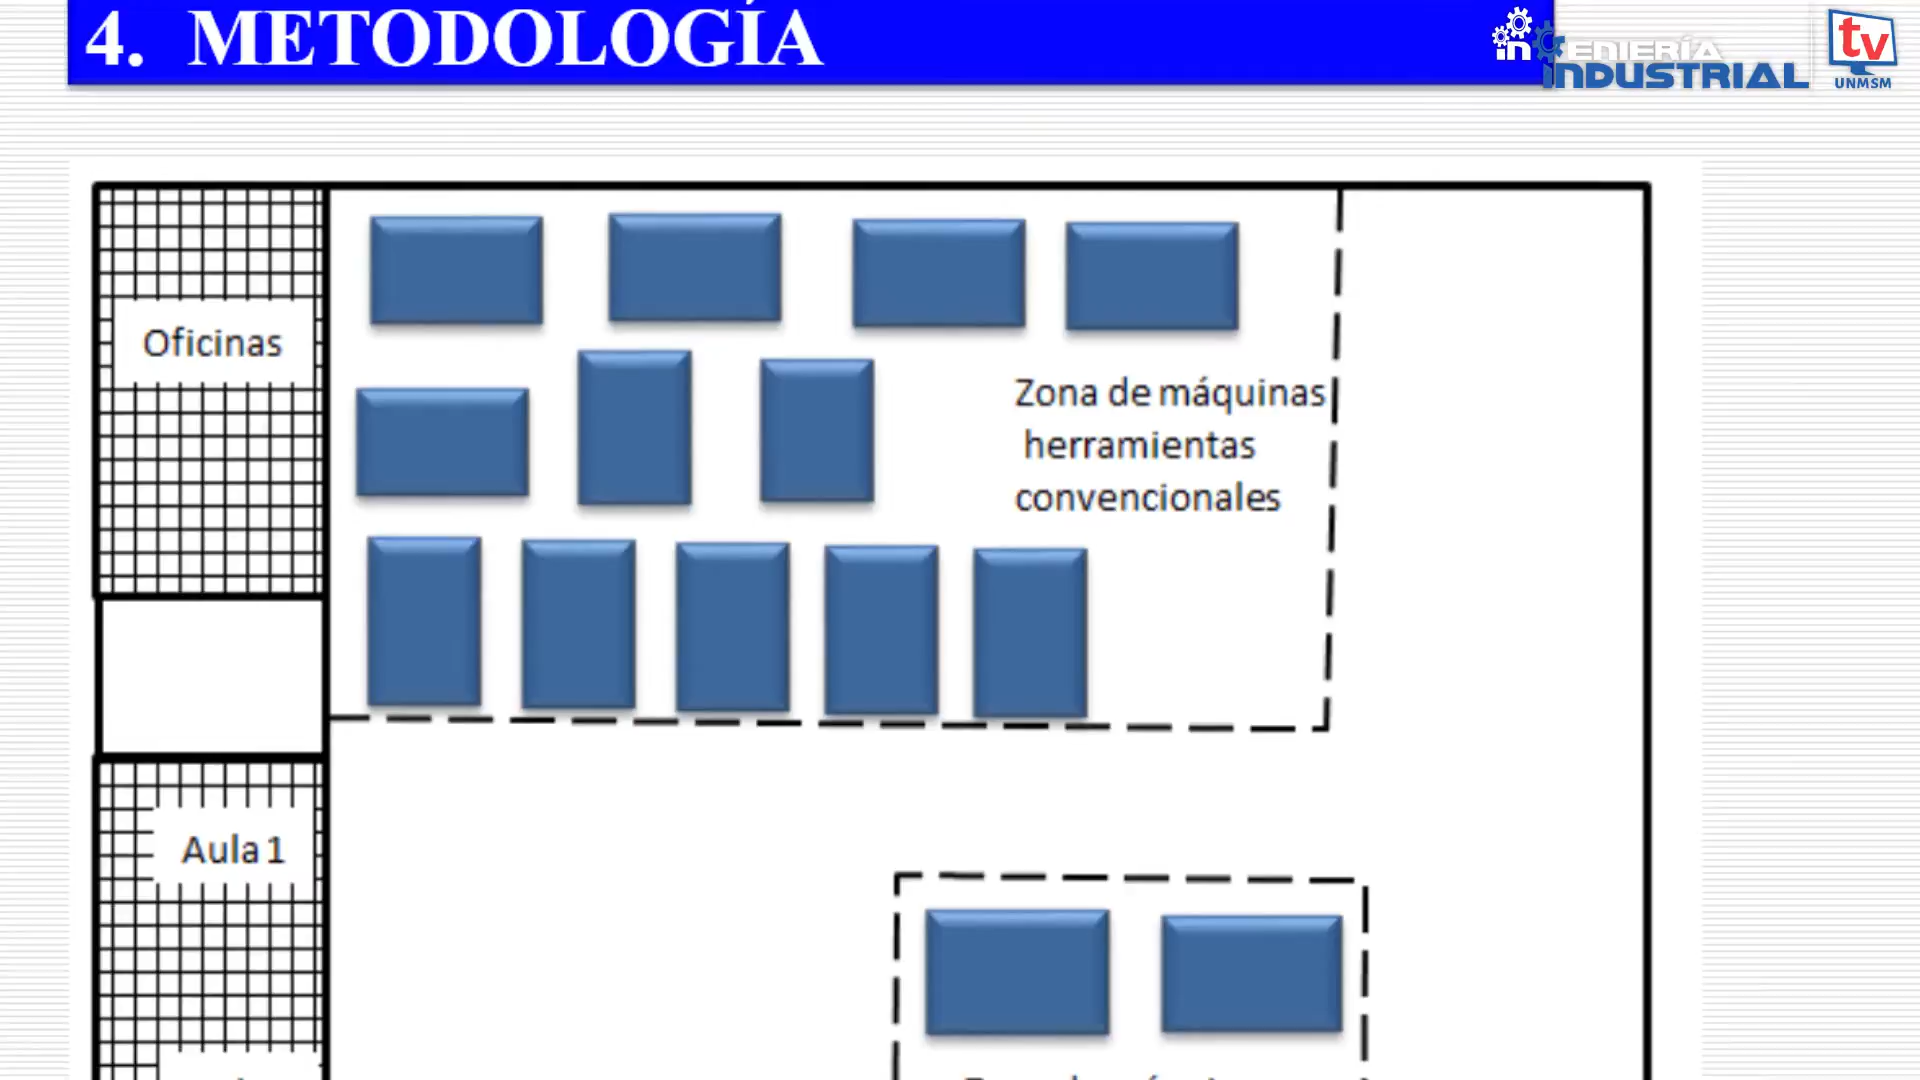 4. METODOLOGÍA
INGENIERÍA
INDUSTRIAL
tv
UNMSM
Oficinas
Zona de máquinas
herramientas
convencionales
Aula 1